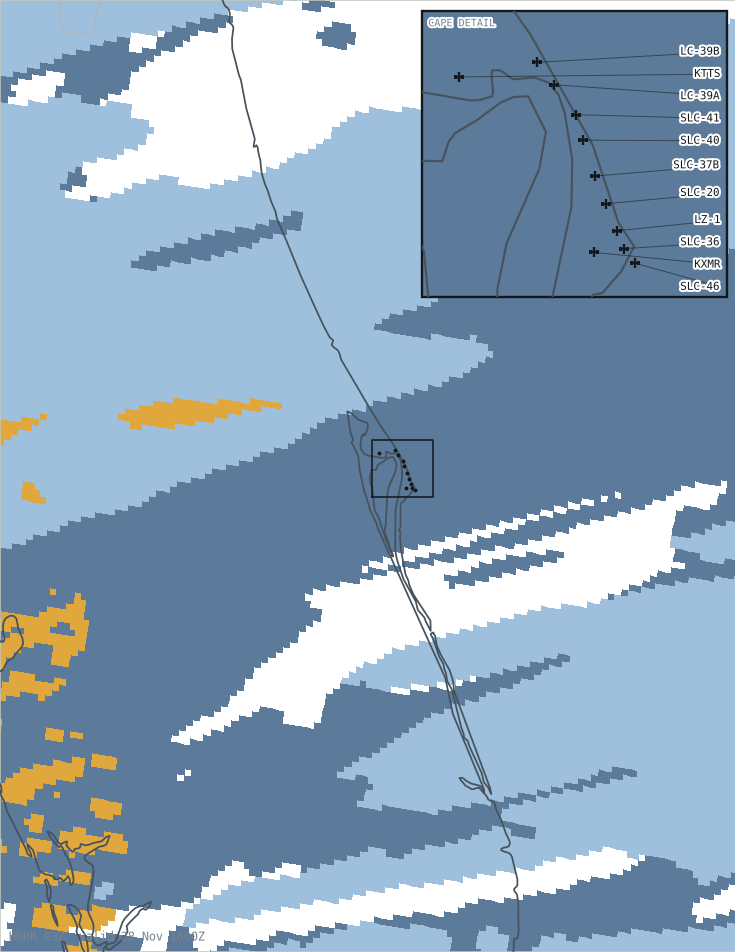 CAPE DETAIL
LC-39B
KTTS
LC-39A
SLC-41
SLC-40
SLC-37B
SLC-20
LZ-1
SLC-36
KXMR
SLC-46
Nov